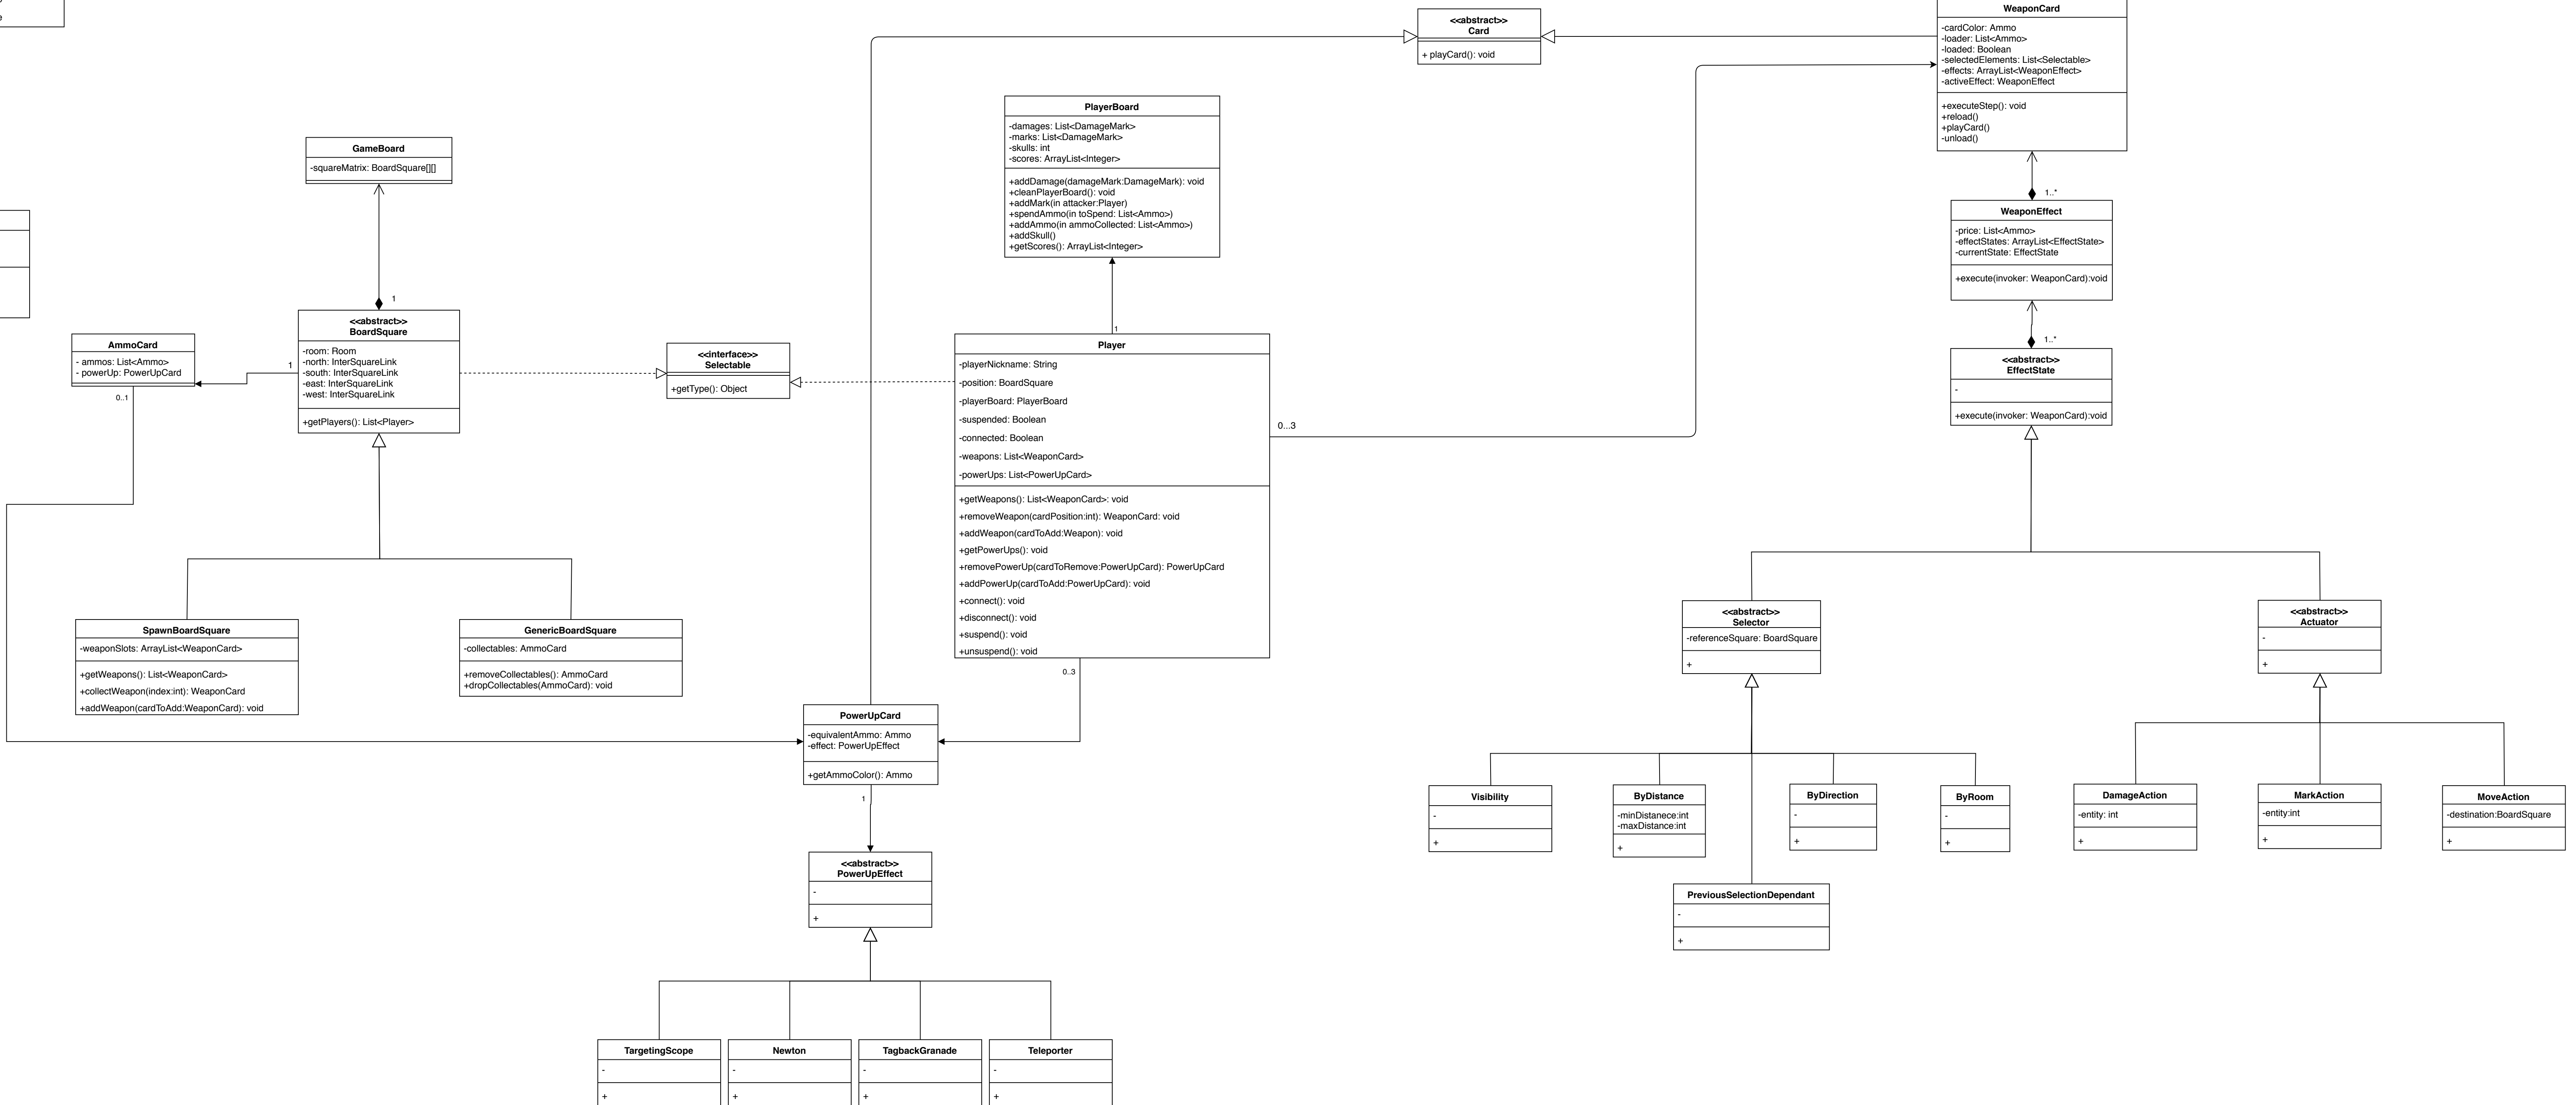 e
<<abstract>>
Card
+ playCard(): void
WeaponCard
-cardColor: Ammo
-loader: List<Ammo>
-loaded: Boolean
-selectedElements: List<Selectable>
-effects: ArrayList<WeaponEffect>
-activeEffect: WeaponEffect
+executeStep(): void
+reload()
+playCard()
-unload()
PlayerBoard
-damages: List<DamageMark>
-marks: List<DamageMark>
-skulls: int
-scores: ArrayList<Integer>
+addDamage(damageMark:DamageMark): void
+cleanPlayerBoard(): void
+addMark(in attacker:Player)
+spendAmmo(in toSpend: List<Ammo>)
+addAmmo(in ammoCollected: List<Ammo>)
+addSkull()
+getScores(): ArrayList<Integer>
GameBoard
-squareMatrix: BoardSquare[][]
1..*
WeaponEffect
-price: List<Ammo>
-effectStates: ArrayList<EffectState>
-currentState: EffectState
+execute(invoker: WeaponCard):void
1
<<abstract>>
BoardSquare
-room: Room
-north: InterSquareLink
-south: InterSquareLink
-east: InterSquareLink
-west: InterSquareLink
+getPlayers(): List<Player>
1
AmmoCard
- ammos: List<Ammo>
- powerUp: PowerUpCard
0..1
<<interface>>
Selectable
+getType(): Object
1
Player
-playerNickname: String
-position: BoardSquare
-playerBoard: PlayerBoard
-suspended: Boolean
-connected: Boolean
-weapons: List<WeaponCard>
-powerUps: List<PowerUpCard>
+getWeapons(): List<WeaponCard>: void
+removeWeapon(cardPosition:int): WeaponCard: void
+addWeapon(cardToAdd:Weapon): void
+getPowerUps(): void
+removePowerUp(cardToRemove:PowerUpCard): PowerUpCard
+addPowerUp(cardToAdd:PowerUpCard): void
+connect(): void
+disconnect(): void
+suspend(): void
+unsuspend(): void
0...3
0..3
1..*
<<abstract>>
EffectState
-
+execute(invoker: WeaponCard):void
SpawnBoardSquare
-weaponSlots: ArrayList<WeaponCard>
+getWeapons(): List<WeaponCard>
+collectWeapon(index:int): WeaponCard
+addWeapon(cardToAdd:WeaponCard): void
GenericBoardSquare
-collectables: AmmoCard
+removeCollectables(): AmmoCard
+dropCollectables(AmmoCard): void
<<abstract>>
Selector
-referenceSquare: BoardSquare
+
<<abstract>>
Actuator
-
+
PowerUpCard
-equivalentAmmo: Ammo
-effect: PowerUpEffect
+getAmmoColor(): Ammo
1
Visibility
-
+
ByDistance
-minDistanece:int
-maxDistance:int
+
ByDirection
-
+
ByRoom
-
+
DamageAction
-entity: int
+
MarkAction
-entity:int
+
MoveAction
-destination:BoardSquare
+
<<abstract>>
PowerUpEffect
-
+
PreviousSelectionDependant
-
+
TargetingScope
-
+
Newton
-
+
TagbackGranade
-
+
Teleporter
-
+